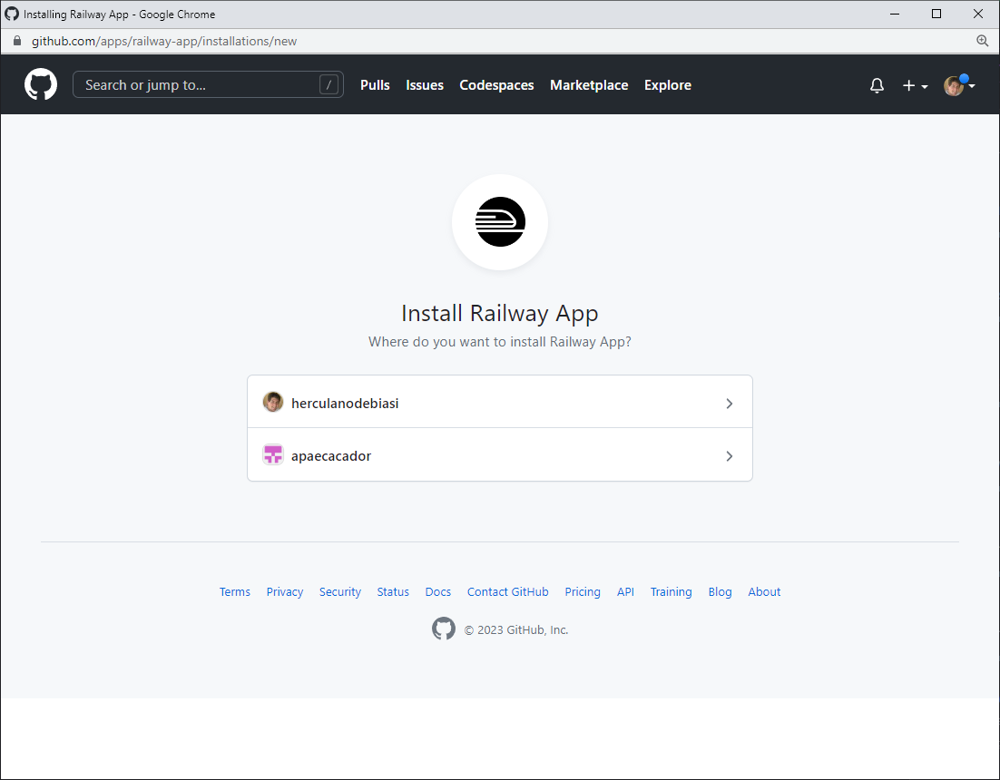 Installing Railway App - Google Chrome
github.com/apps/railway-app/installations/new
Search or jump to... / Pulls Issues Codespaces Marketplace Explore
Install Railway App
Where do you want to install Railway App?
herculanodebiasi
apaecacador
Terms Privacy Security Status Docs Contact GitHub Pricing API Training Blog About
© 2023 GitHub, Inc.